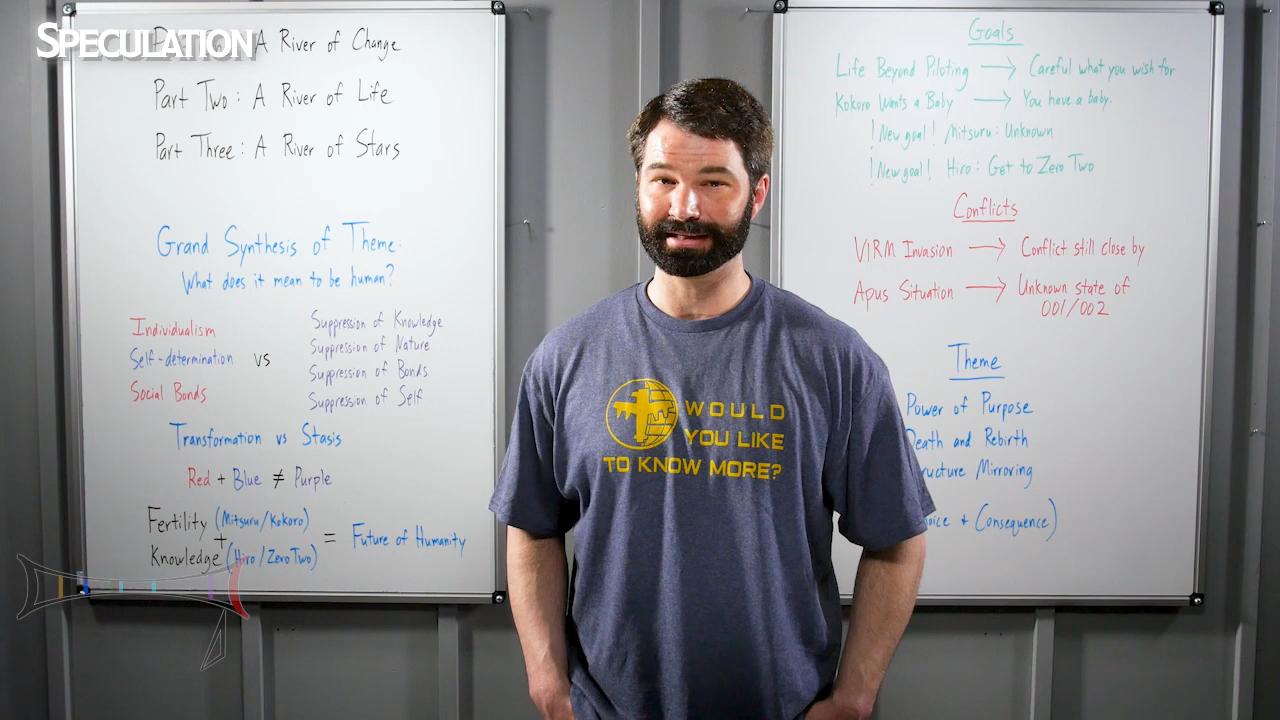 SPECULATION
A River of Change
Part Two: A River of Life
Part Three: A River of Stars
Grand Synthesis of Theme:
What does it mean to be human?
Individualism
Self-determination
Social Bonds
vs
Suppression of Knowledge
Suppression of Nature
Suppression of Bonds
Suppression of Self
Transformation vs Stasis
Red + Blue ≠ Purple
Fertility (Mitsuru/Kokoro)
+
Knowledge (Hiro/Zero Two)
= Future of Humanity
WOULD
YOU LIKE
TO KNOW MORE?
Goals
Life Beyond Piloting → Careful what you wish for
Kokoro Wants a Baby → You have a baby.
! New goal! Mitsuru: Unknown
! New goal! Hiro: Get to Zero Two
Conflicts
VIRM Invasion → Conflict still close by
Apus Situation → Unknown state of
001/002
Theme
Power of Purpose
Death and Rebirth
Mirroring
+ Consequence)